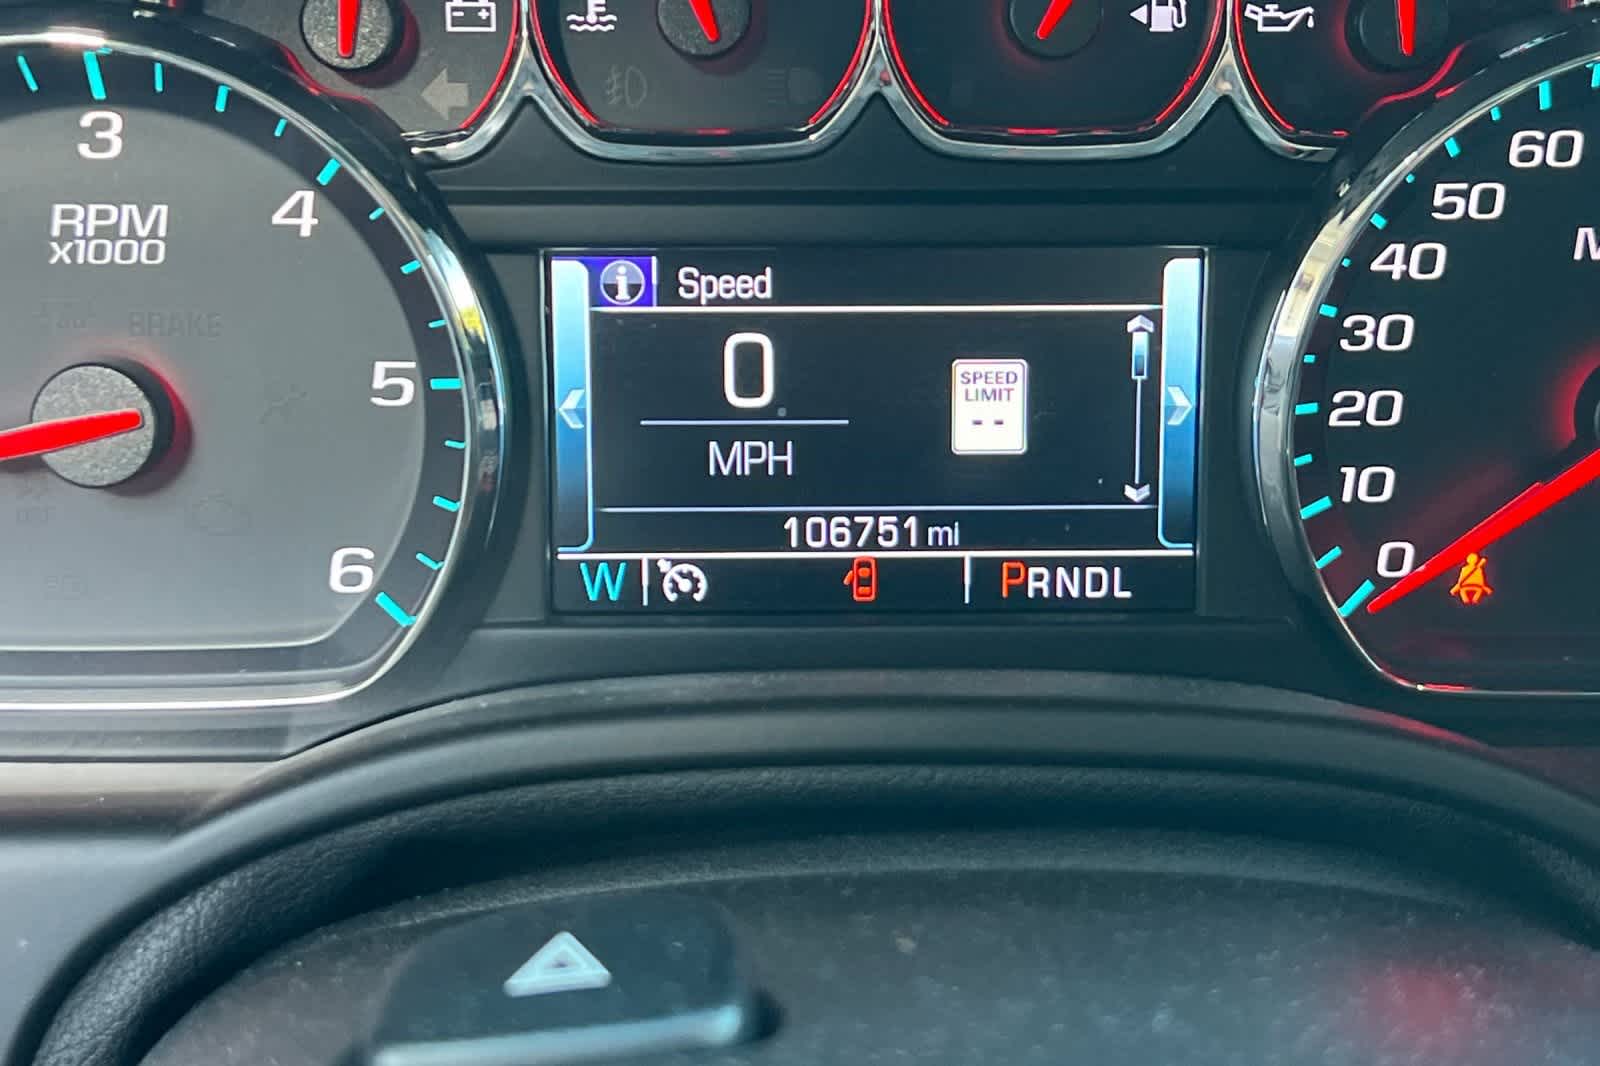 3
4
RPM
x1000
BRAKE
5
6
Speed
0
MPH
SPEED
LIMIT
--
106751 mi
W
PRNDL
60
50
40
30
20
10
0